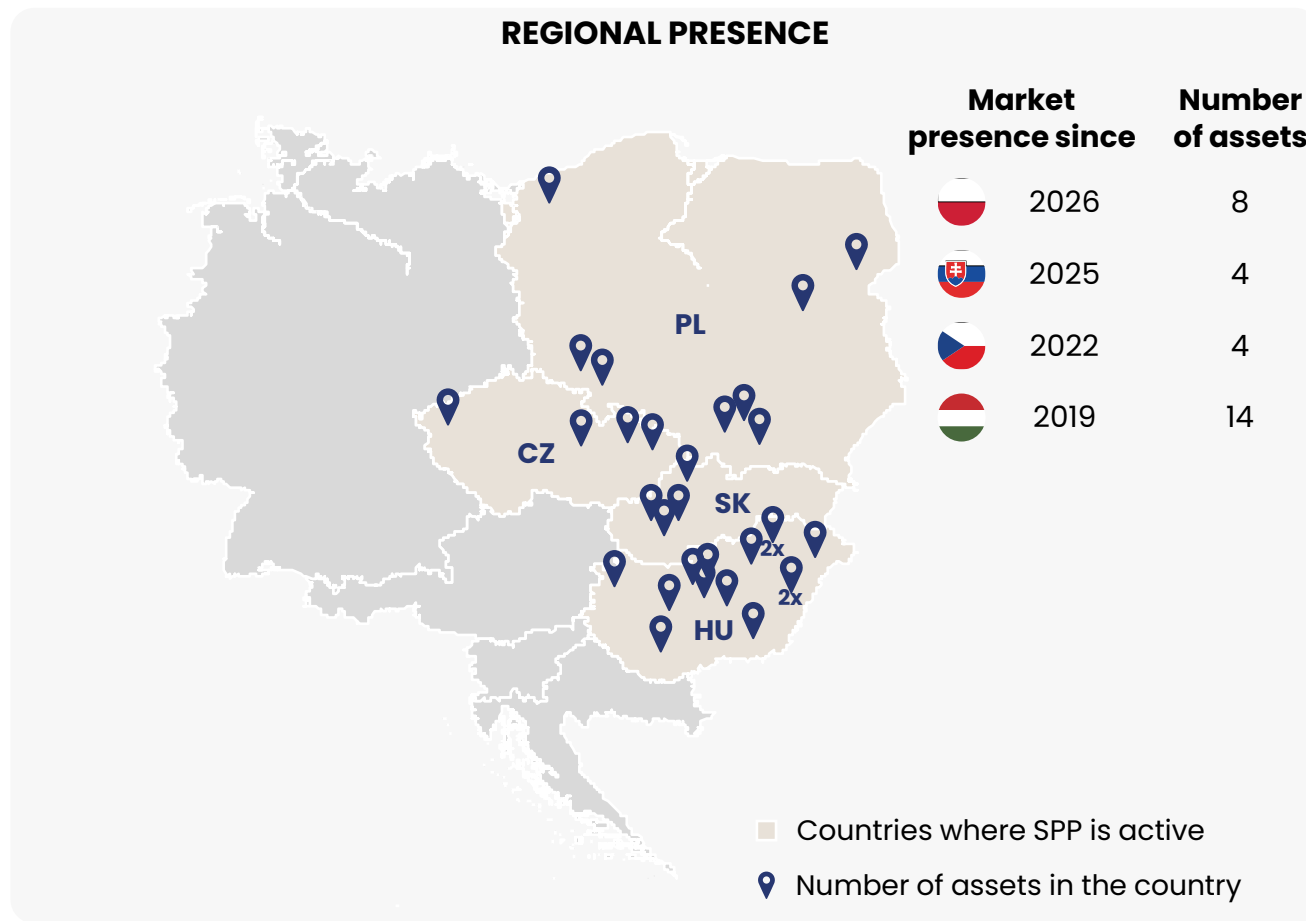 REGIONAL PRESENCE
Market
presence since
Number
of assets
2026 8
2025 4
2022 4
2019 14
PL
CZ
SK
2x
2x
HU
Countries where SPP is active
Number of assets in the country